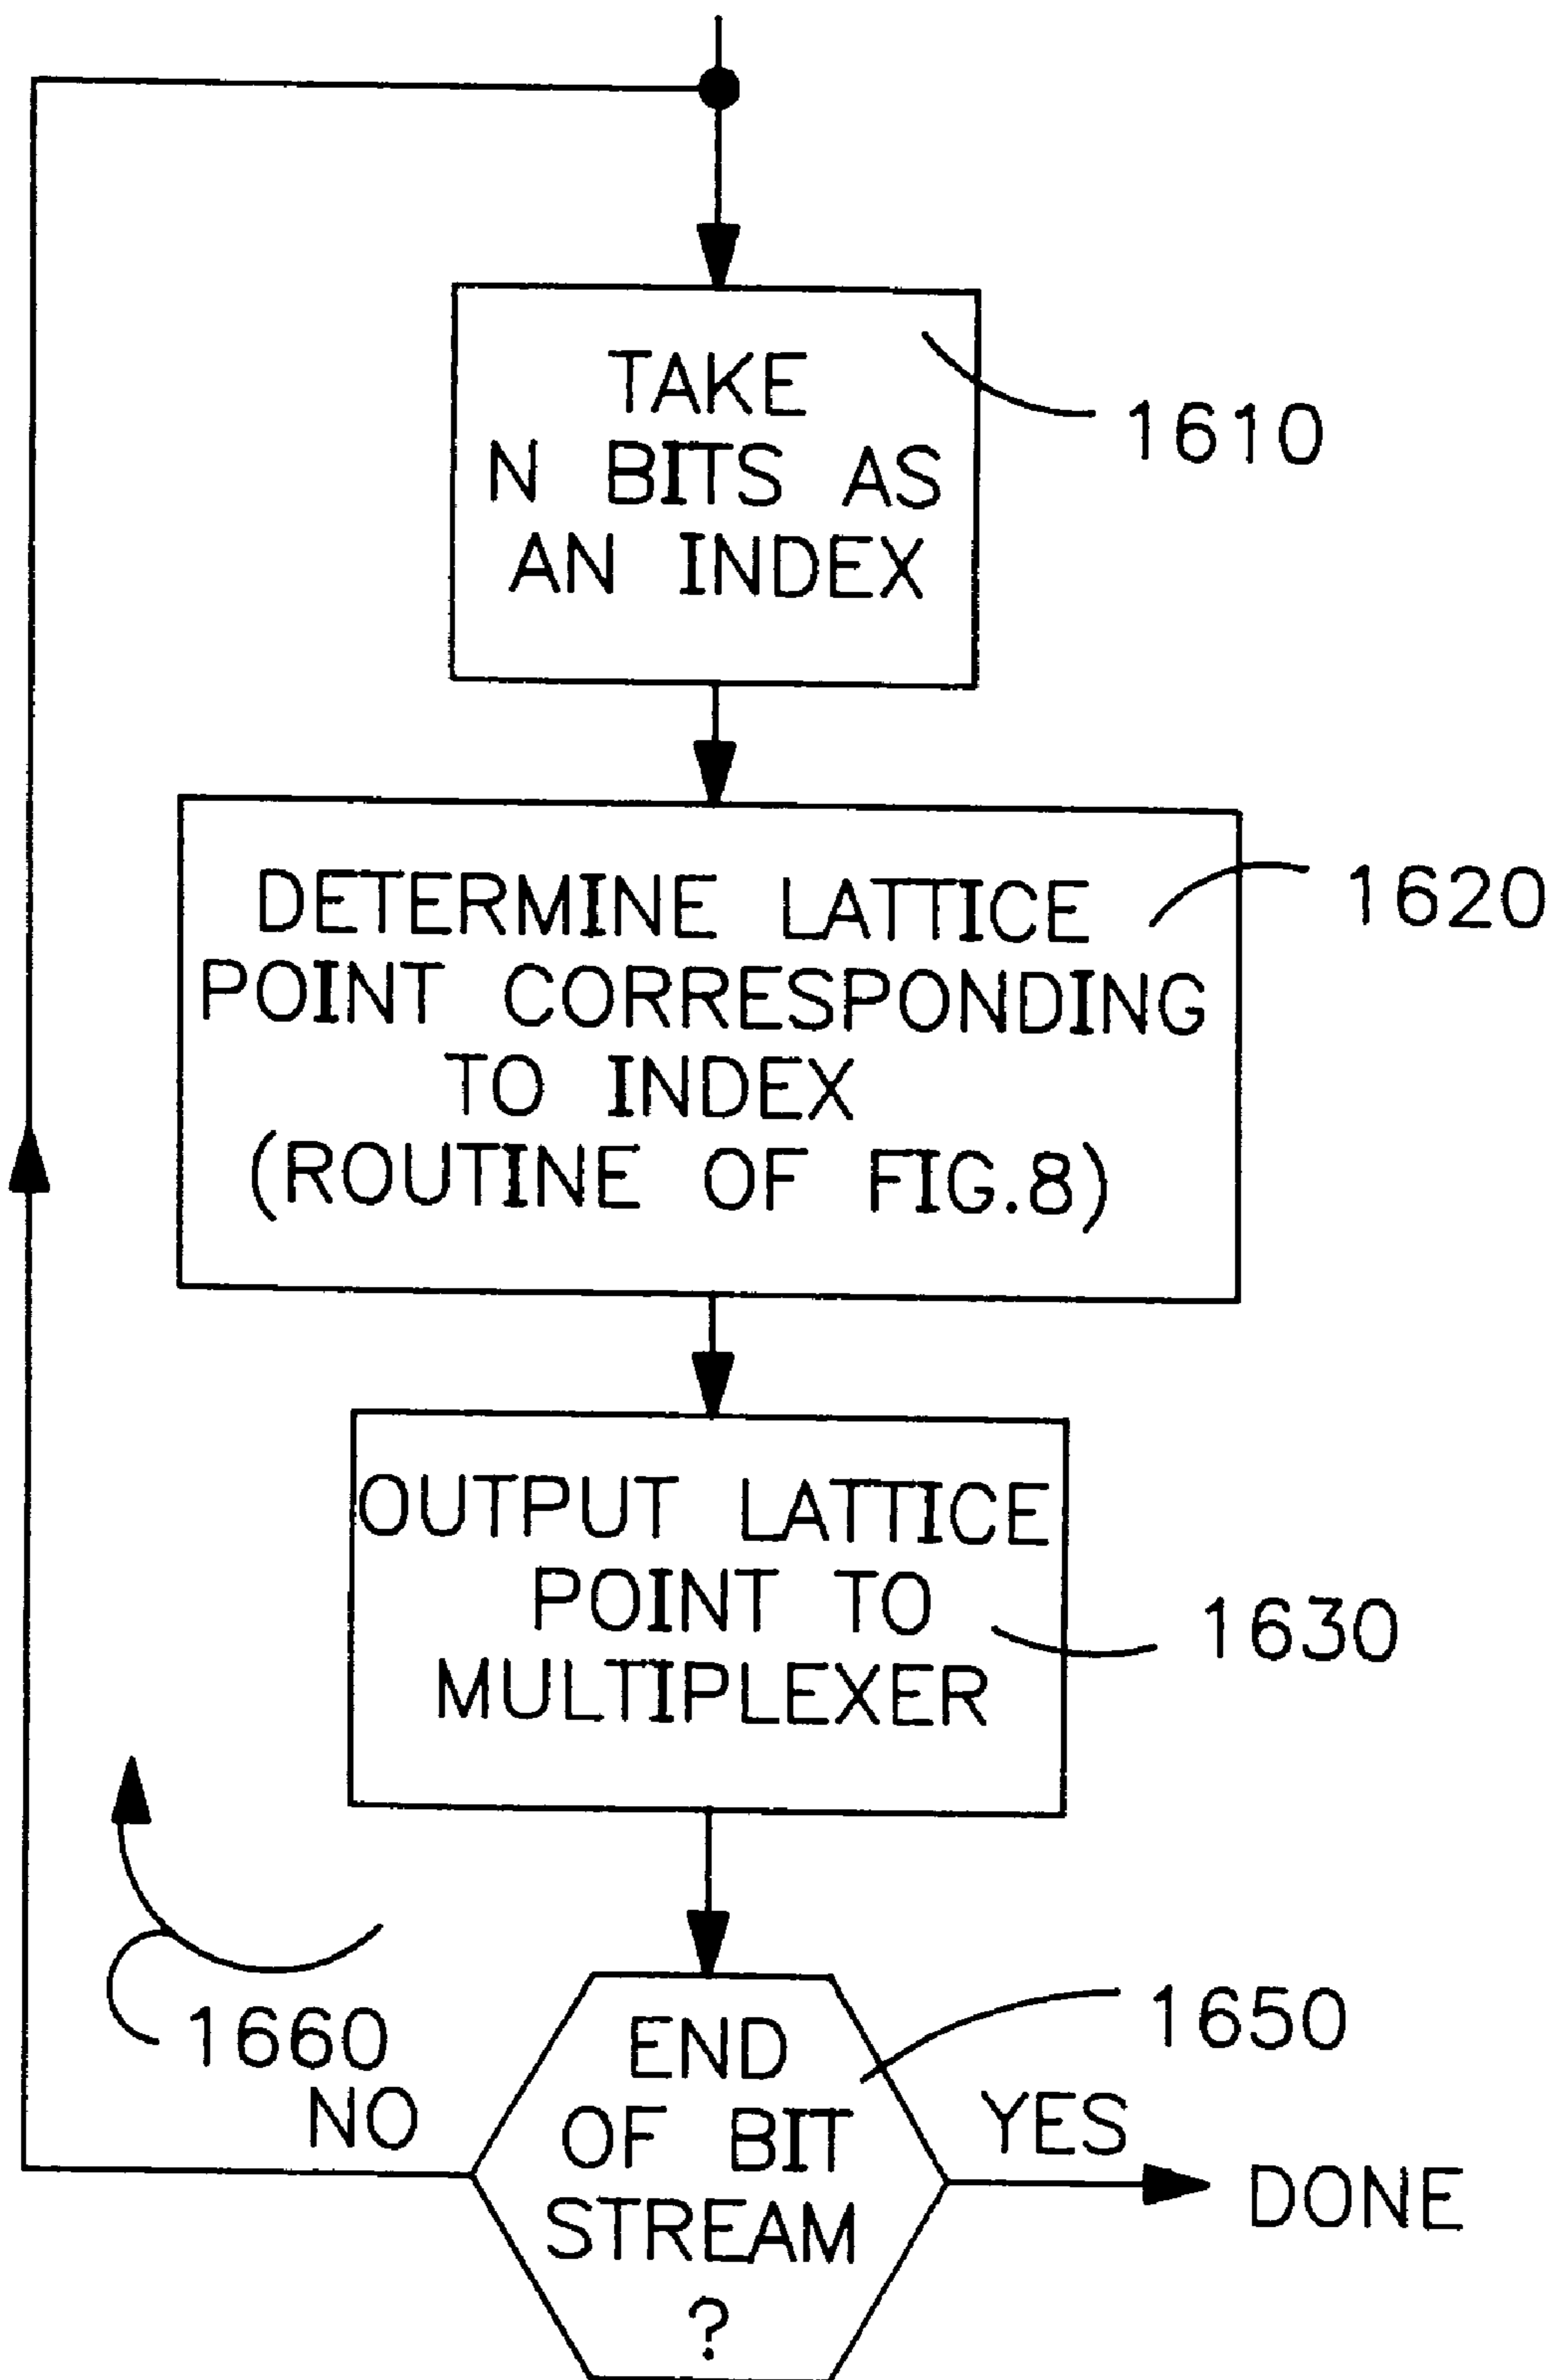 TAKE
N BITS AS
AN INDEX
1610
DETERMINE LATTICE
POINT CORRESPONDING
TO INDEX
(ROUTINE OF FIG.8)
1620
OUTPUT LATTICE
POINT TO
MULTIPLEXER
1630
1660
NO
END
OF BIT
STREAM
?
1650
YES
DONE